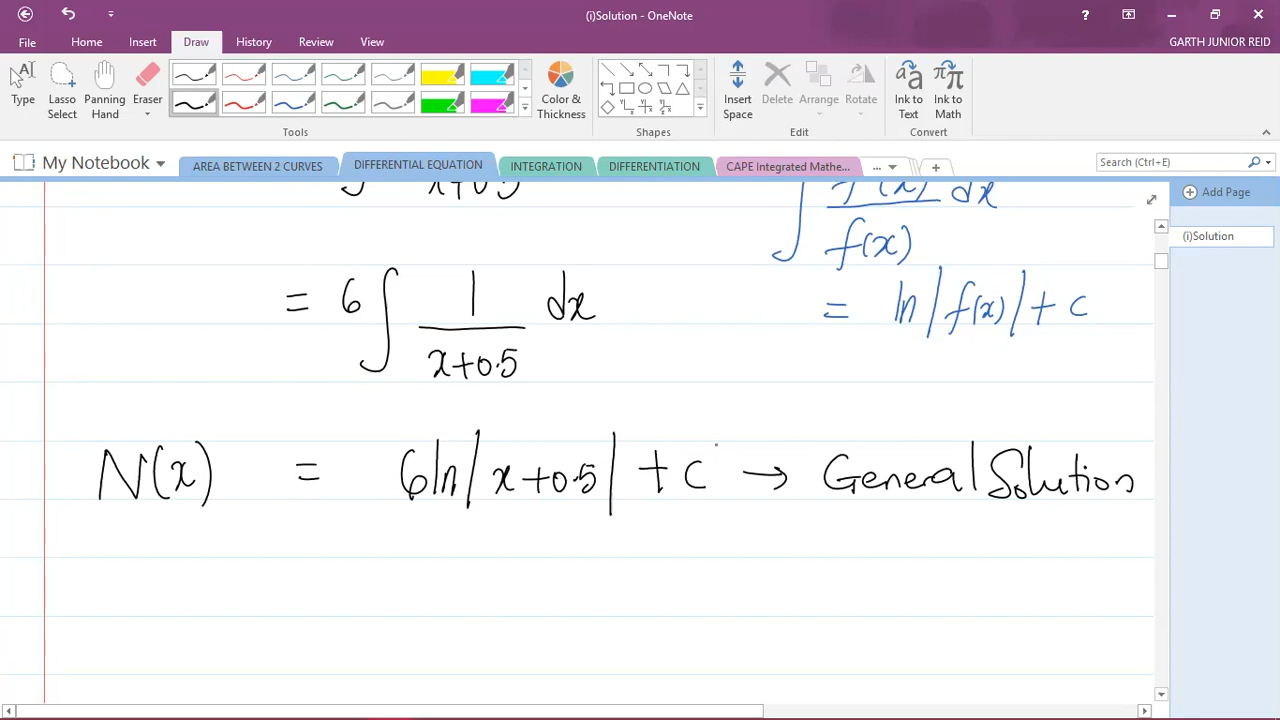 (i)Solution - OneNote
GARTH JUNIOR REID
File Home Insert Draw History Review View
Type
Lasso Select
Panning Hand
Eraser
Color & Thickness
Insert Space
Delete
Arrange
Rotate
Ink to Text
Ink to Math
Tools
Shapes
Edit
Convert
My Notebook
AREA BETWEEN 2 CURVES
DIFFERENTIAL EQUATION
INTEGRATION
DIFFERENTIATION
CAPE Integrated Mathe...
...
Search (Ctrl+E)
Add Page
(i)Solution
∫ x+0.5
∫ f'(x) dx
f(x)
= 6 ∫ 1 dx
x+0.5
= ln|f(x)| + c
N(x) = 6ln|x+0.5| + c → General Solution